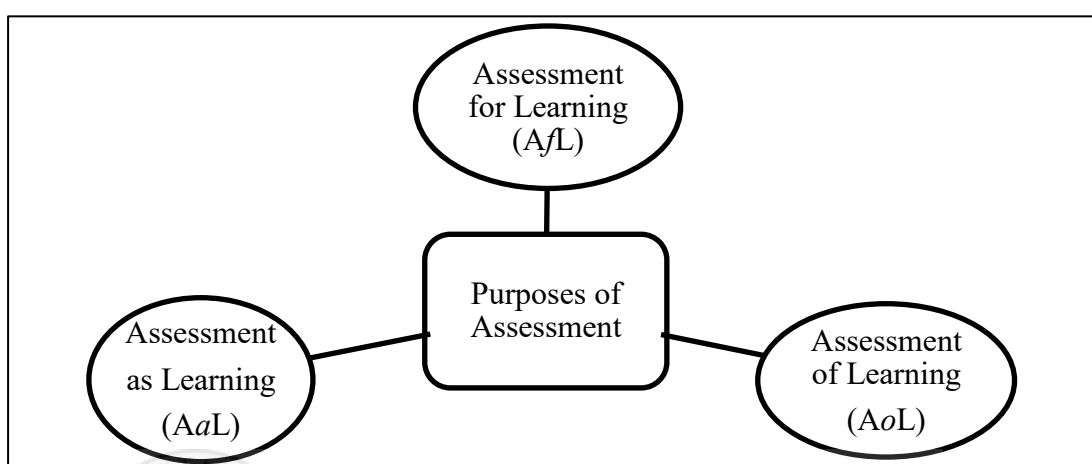 Assessment
for Learning
(AfL)
Purposes of
Assessment
Assessment
as Learning
(AaL)
Assessment
of Learning
(AoL)